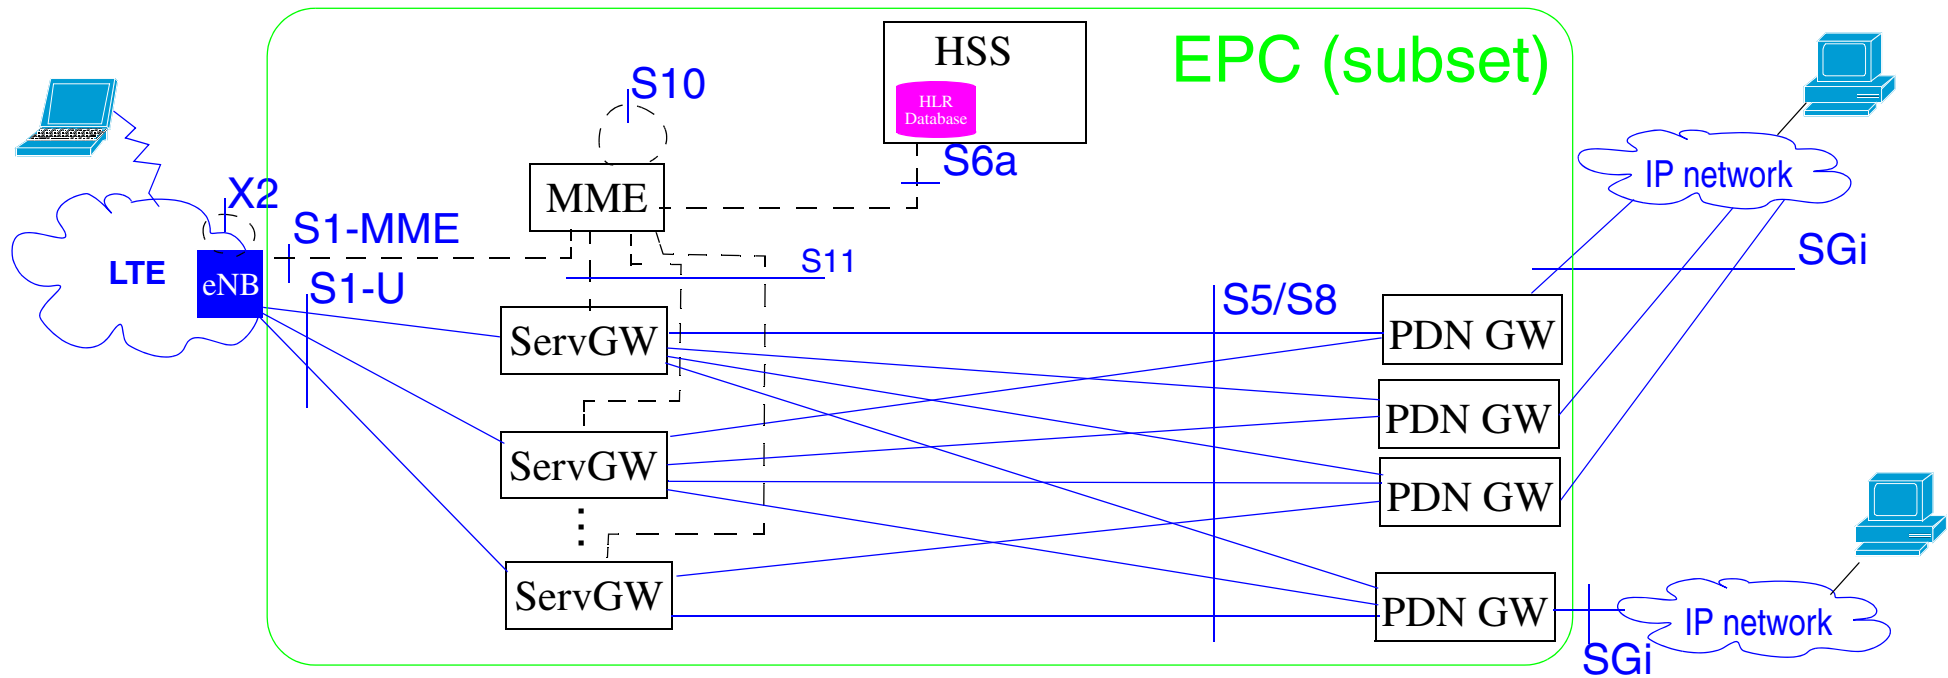 EPC (subset)
HSS
HLR
Database
S10
S6a
MME
X2
S1-MME
LTE
eNB
S1-U
S11
IP network
SGi
S5/S8
ServGW
PDN GW
PDN GW
ServGW
PDN GW
ServGW
PDN GW
IP network
SGi